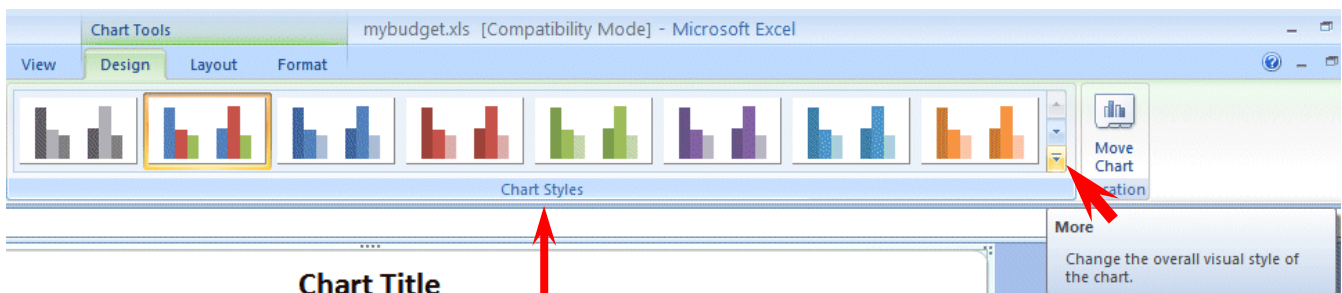 Chart Tools mybudget.xls [Compatibility Mode] - Microsoft Excel
View Design Layout Format
Move
Chart
Chart Styles
More
Change the overall visual style of
the chart.
Chart Title